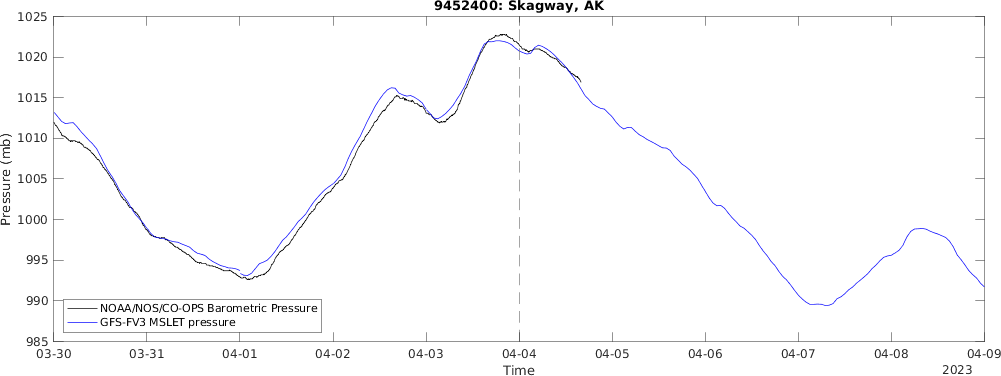 9452400: Skagway, AK
Pressure (mb)
1025
1020
1015
1010
1005
1000
995
990
985
NOAA/NOS/CO-OPS Barometric Pressure
GFS-FV3 MSLET pressure
03-30 03-31 04-01 04-02 04-03 04-04 04-05 04-06 04-07 04-08 04-09
Time
2023